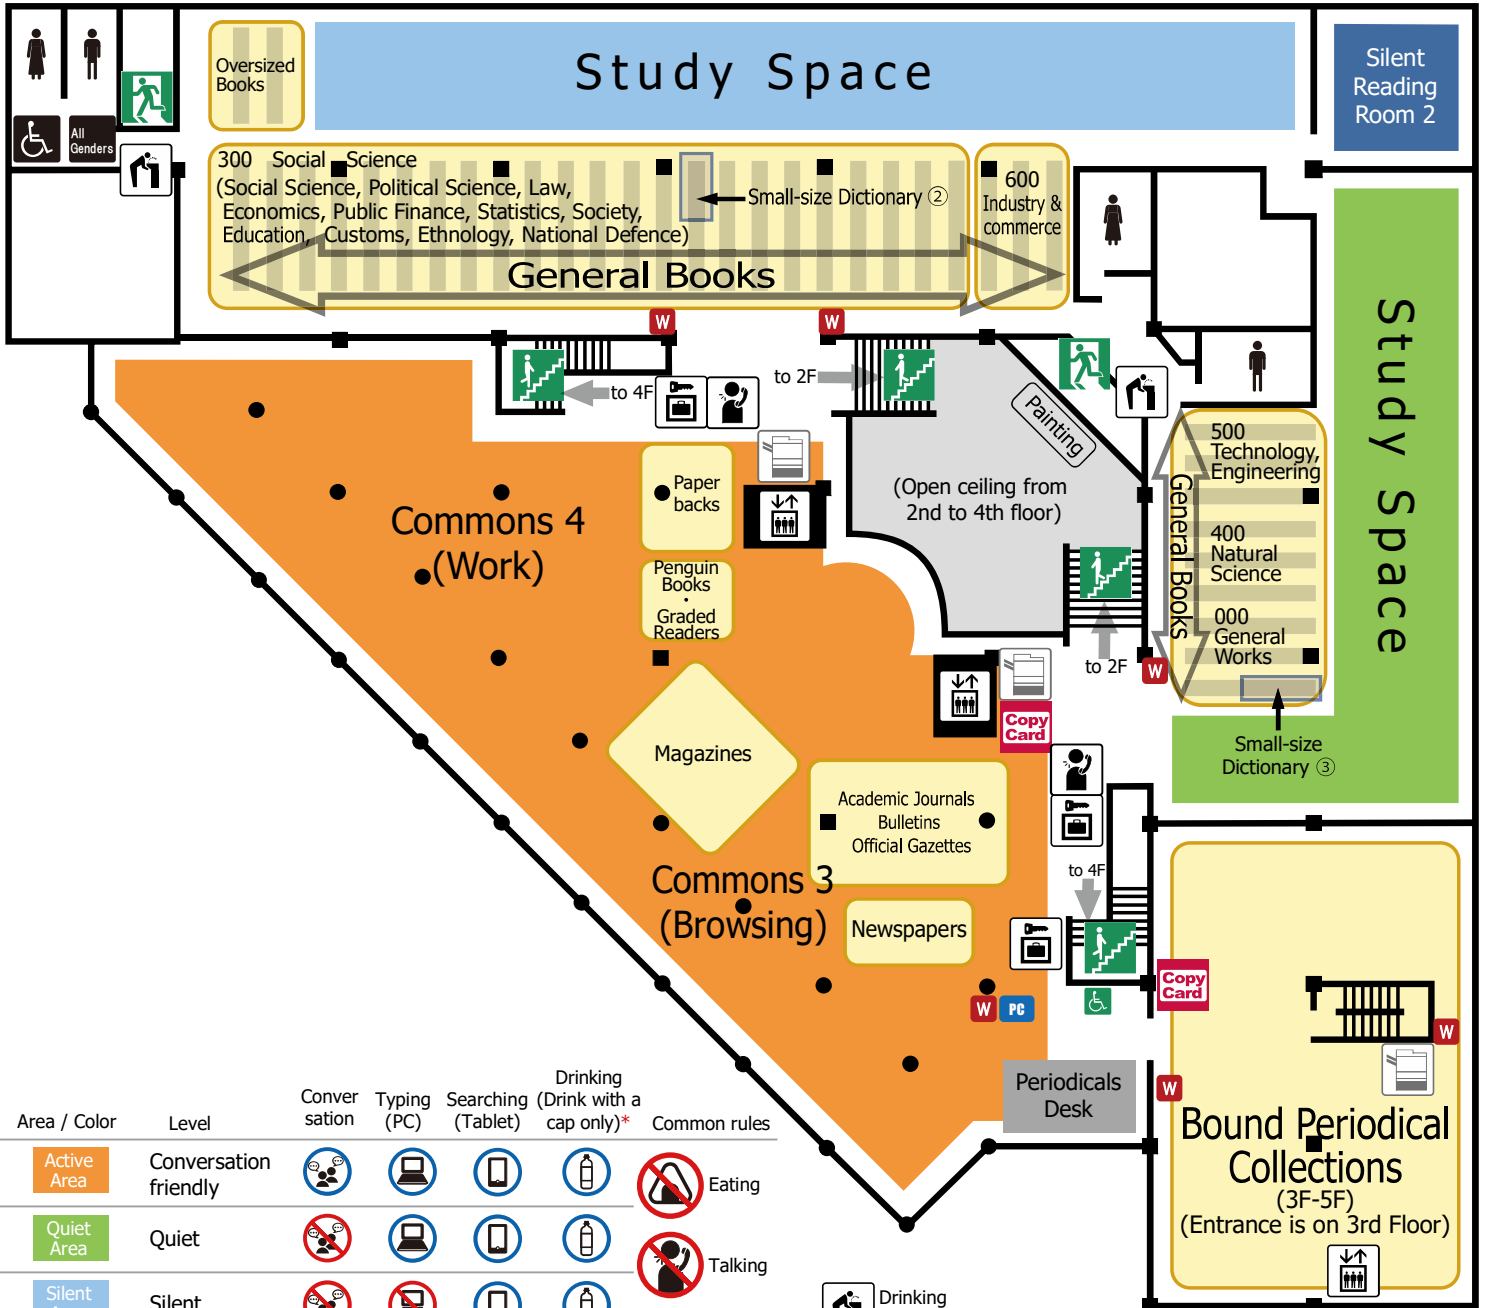 All
Genders
Oversized
Books
Study Space
Silent
Reading
Room 2
300 Social Science
(Social Science, Political Science, Law,
Economics, Public Finance, Statistics, Society,
Education, Customs, Ethnology, National Defence)
Small-size Dictionary ②
600
Industry &
commerce
General Books
W
W
to 4F
to 2F
Painting
(Open ceiling from
2nd to 4th floor)
500
Technology,
Engineering
400
Natural
Science
000
General
Works
General Books
Study Space
Paper
backs
Commons 4
(Work)
Penguin
Books
・
Graded
Readers
to 2F
W
Copy
Card
Small-size
Dictionary ③
Magazines
Academic Journals
Bulletins
Official Gazettes
to 4F
Commons 3
(Browsing)
Newspapers
W
PC
Copy
Card
W
W
Periodicals
Desk
Bound Periodical
Collections
(3F-5F)
(Entrance is on 3rd Floor)
Area / Color
Level
Conver
sation
Typing
(PC)
Searching
(Tablet)
Drinking
(Drink with a
cap only)*
Common rules
Active
Area
Conversation
friendly
Eating
Quiet
Area
Quiet
Talking
Silent
Silent
Drinking